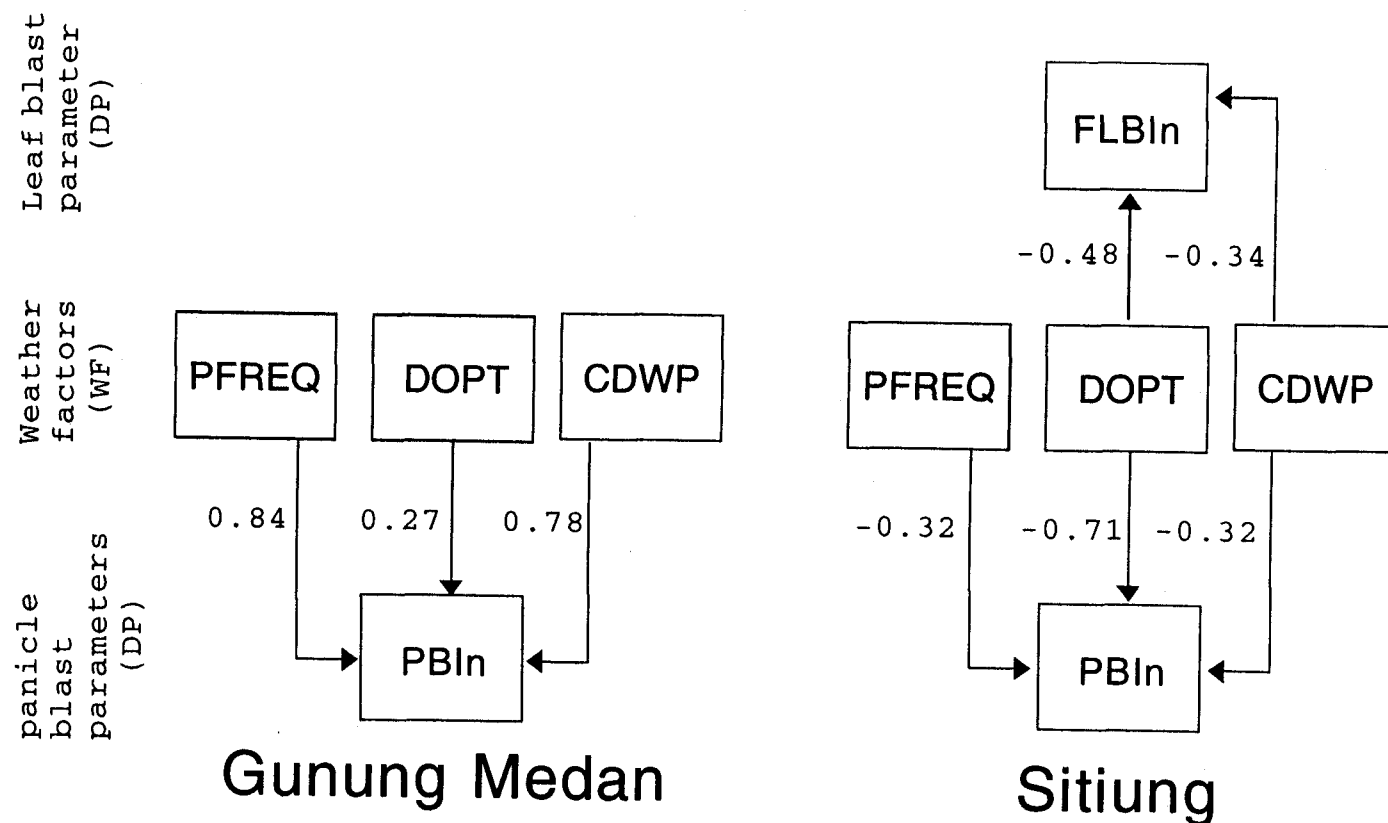 Leaf blast
parameter
(DP)
FLBIn
-0.48
-0.34
Weather
factors
(WF)
PFREQ
DOPT
CDWP
PFREQ
DOPT
CDWP
0.84
0.27
0.78
-0.32
-0.71
-0.32
panicle
blast
parameters
(DP)
PBIn
PBIn
Gunung Medan
Sitiung